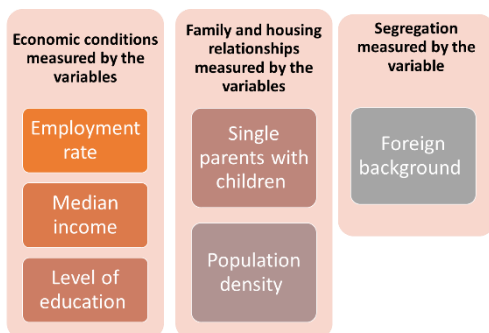 Economic conditions
measured by the
variables
Employment
rate
Median
income
Level of
education
Family and housing
relationships
measured by the
variables
Single
parents with
children
Population
density
Segregation
measured by the
variable
Foreign
background